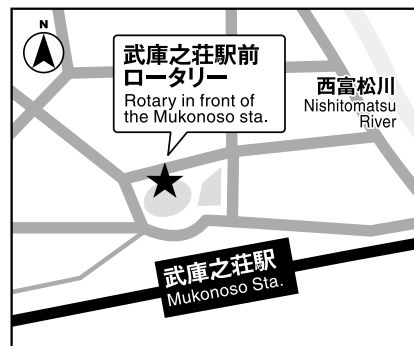 N
武庫之荘駅前
ロータリー
Rotary in front of
the Mukonoso sta.
西富松川
Nishitomatsu
River
武庫之荘駅
Mukonoso Sta.